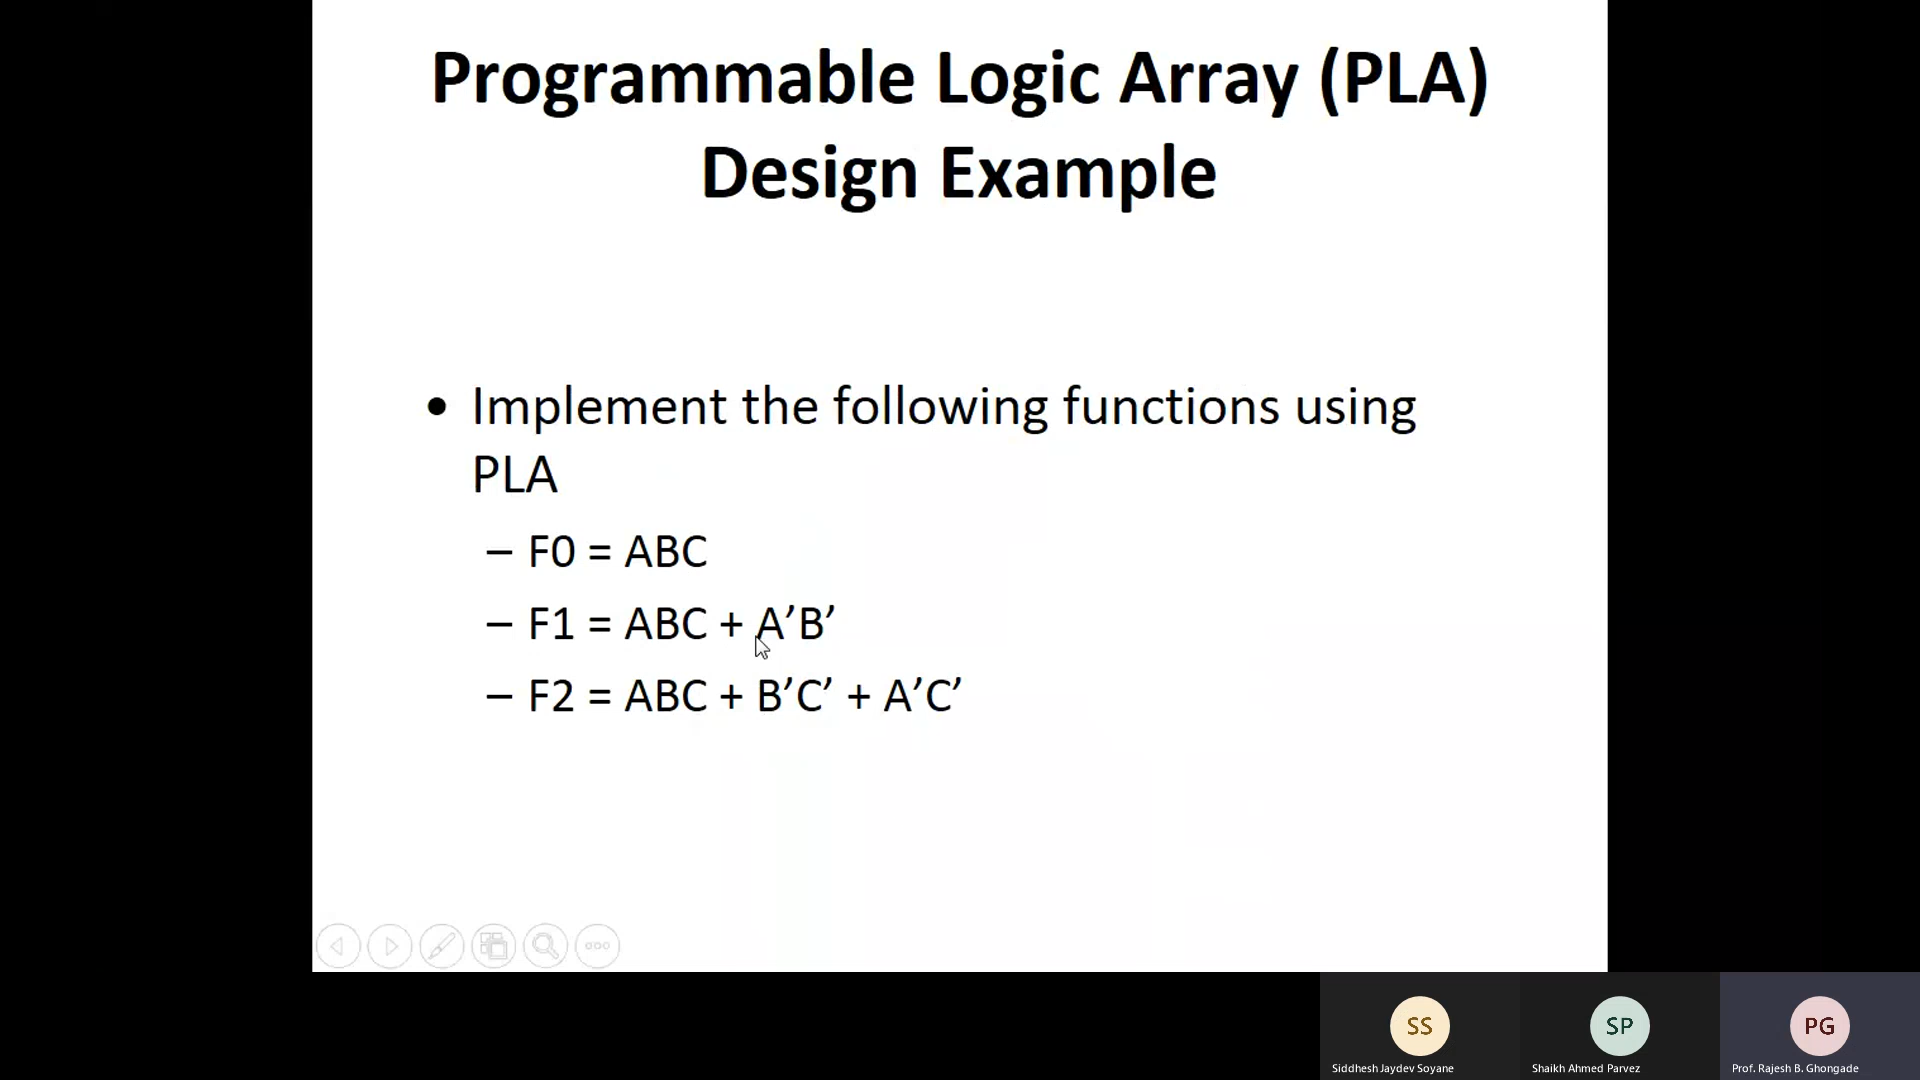 Programmable Logic Array (PLA)
Design Example
• Implement the following functions using
PLA
– F0 = ABC
– F1 = ABC + A’B’
– F2 = ABC + B’C’ + A’C’
SS
SP
PG
Siddhesh Jaydev Soyane
Shaikh Ahmed Parvez
Prof. Rajesh B. Ghongade